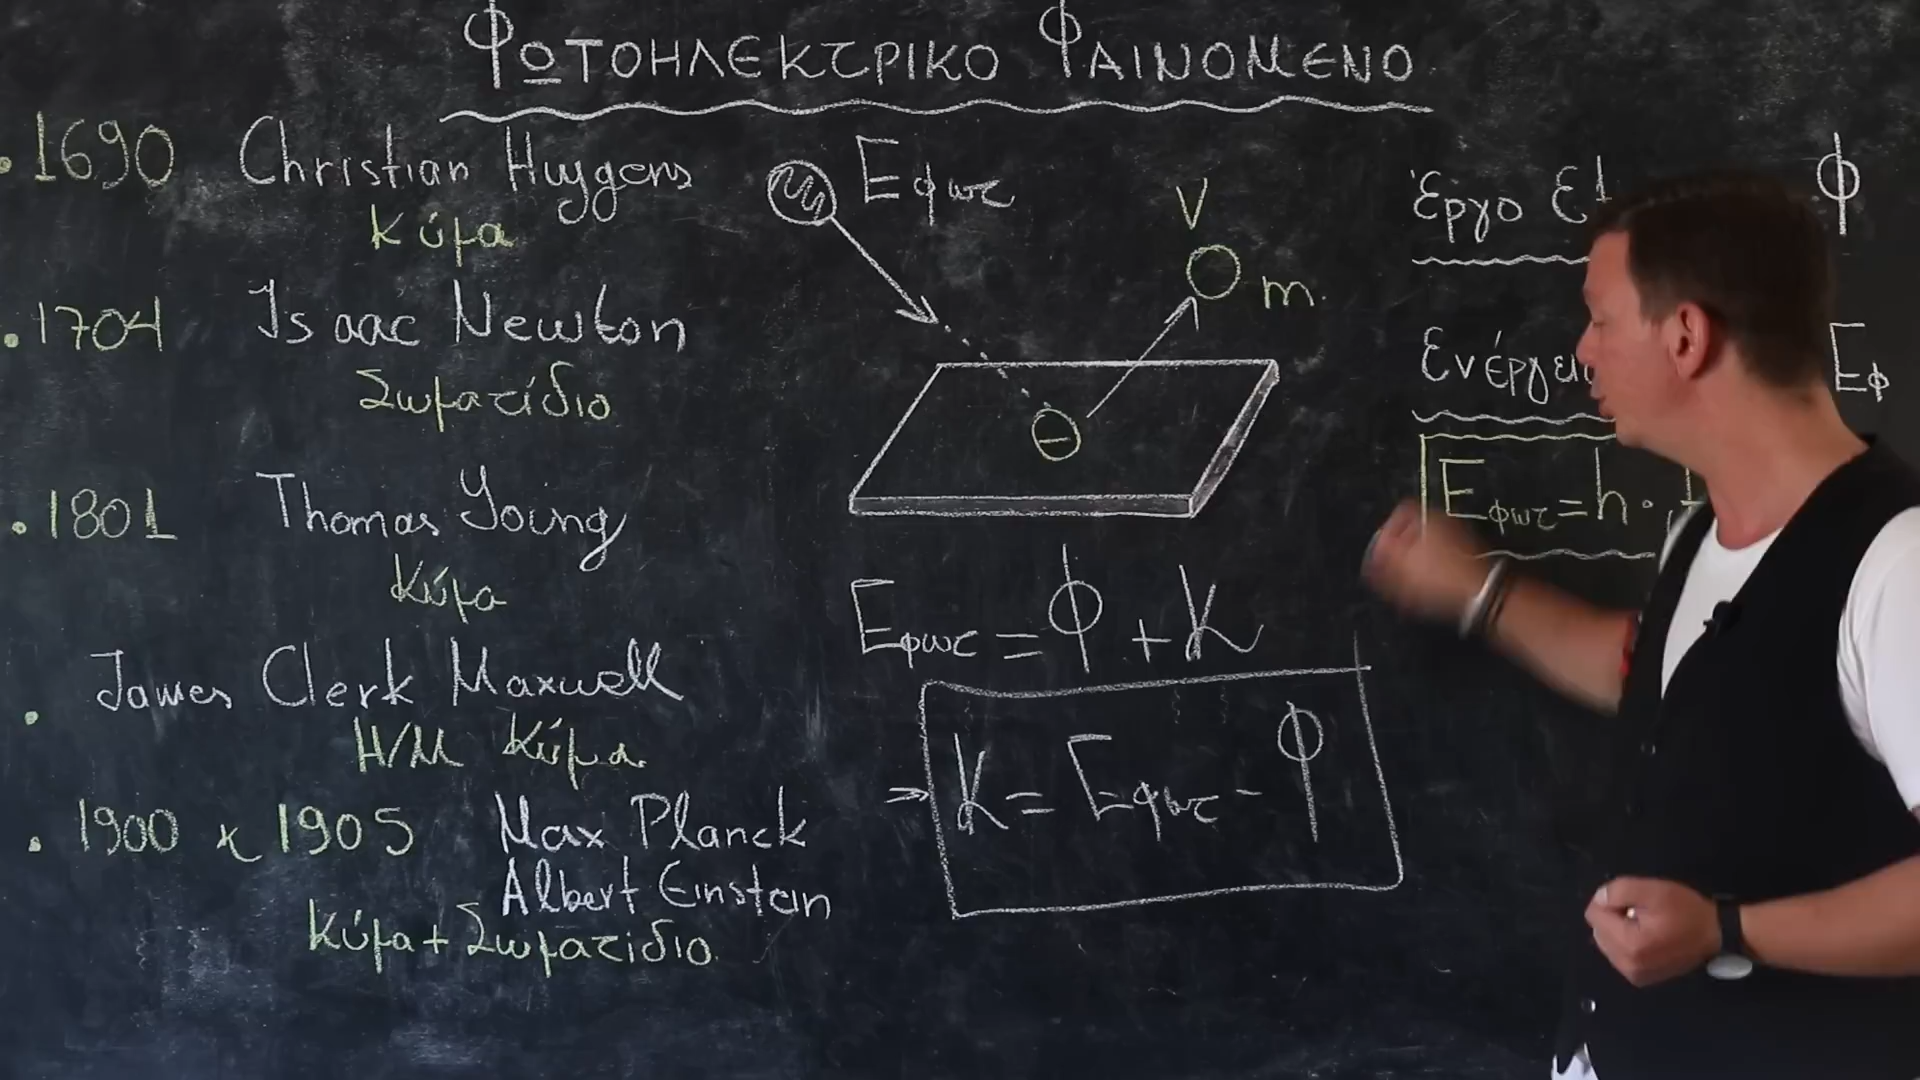 Φωτοηλεκτρικο Φαινομενο
• 1690 Christian Huygens
Κύμα
• 1704 Isaac Newton
Σωματίδιο
• 1801 Thomas Young
Κύμα
• James Clerk Maxwell
Η/Μ Κύμα
• 1900 κ 1905 Max Planck
Albert Einstein
Κύμα + Σωματίδιο
Εφωτ
V
m
−
Εφωτ = Φ + Κ
→ Κ = Εφωτ - Φ
Έργο
Φ
Εφ
Εφωτ = h ·